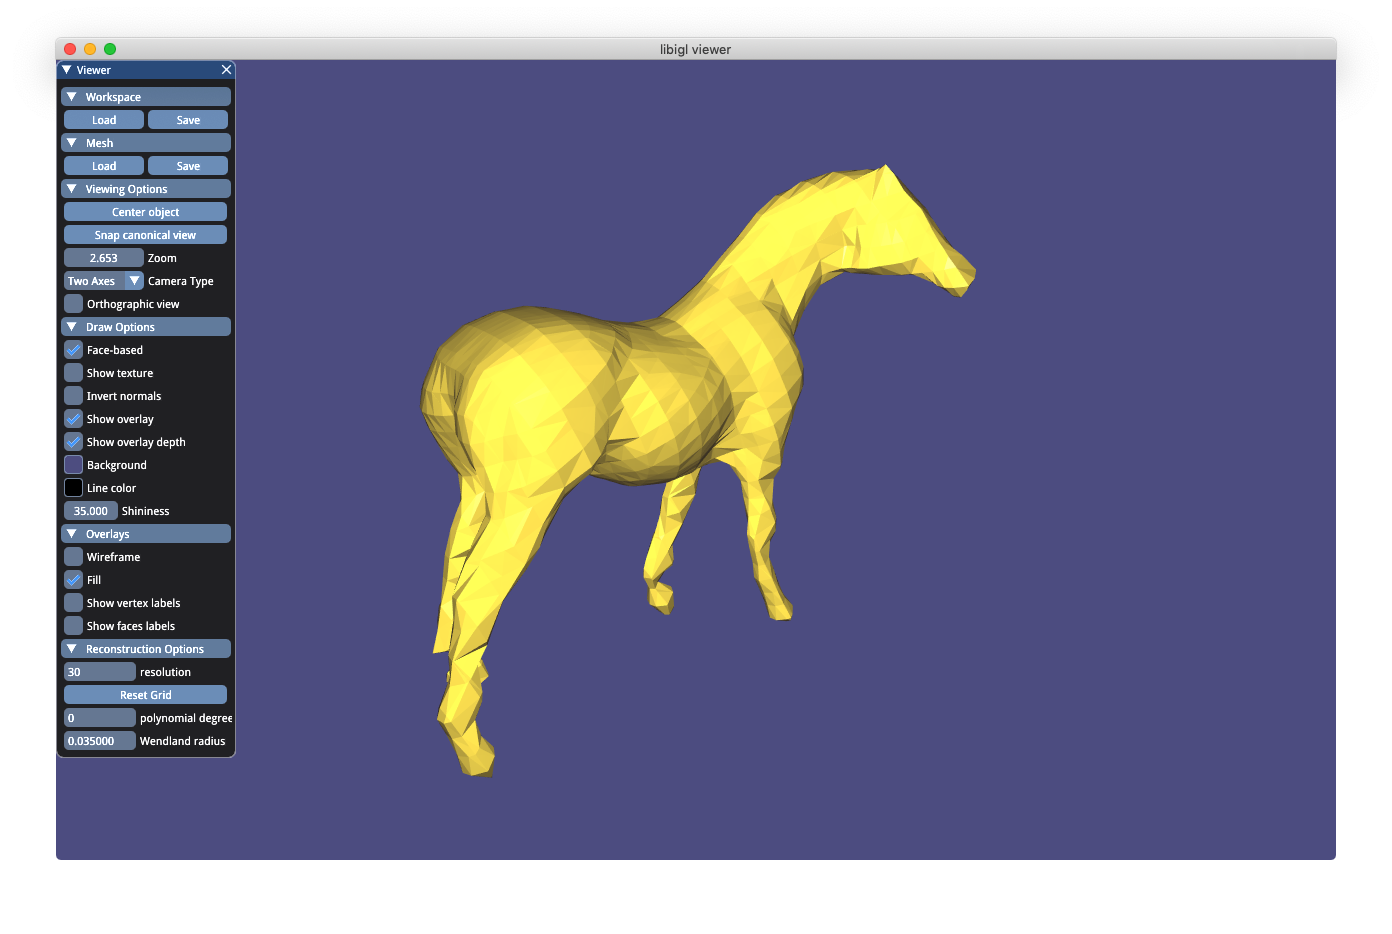 libigl viewer
Viewer
Workspace
Load Save
Mesh
Load Save
Viewing Options
Center object
Snap canonical view
2.653 Zoom
Two Axes Camera Type
Orthographic view
Draw Options
Face-based
Show texture
Invert normals
Show overlay
Show overlay depth
Background
Line color
35.000 Shininess
Overlays
Wireframe
Fill
Show vertex labels
Show faces labels
Reconstruction Options
30 resolution
Reset Grid
0 polynomial degree
0.035000 Wendland radius